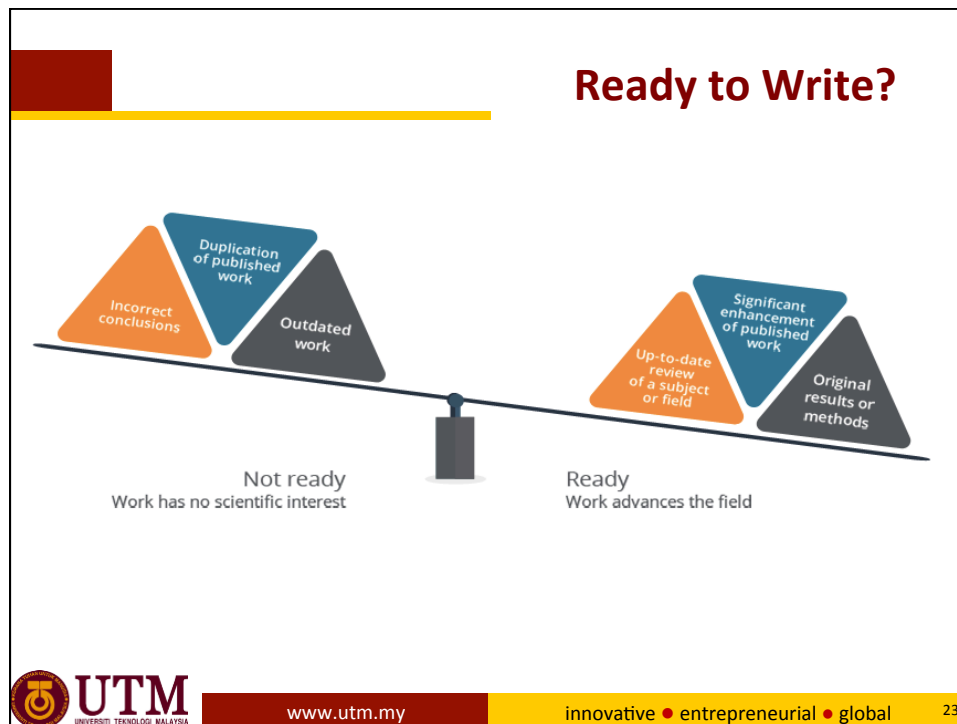 Ready to Write?
Incorrect
conclusions
Duplication
of published
work
Outdated
work
Up-to-date
review
of a subject
or field
Significant
enhancement
of published
work
Original
results or
methods
Not ready
Work has no scientific interest
Ready
Work advances the field
UTM
UNIVERSITI TEKNOLOGI MALAYSIA
www.utm.my
innovative ● entrepreneurial ● global
23